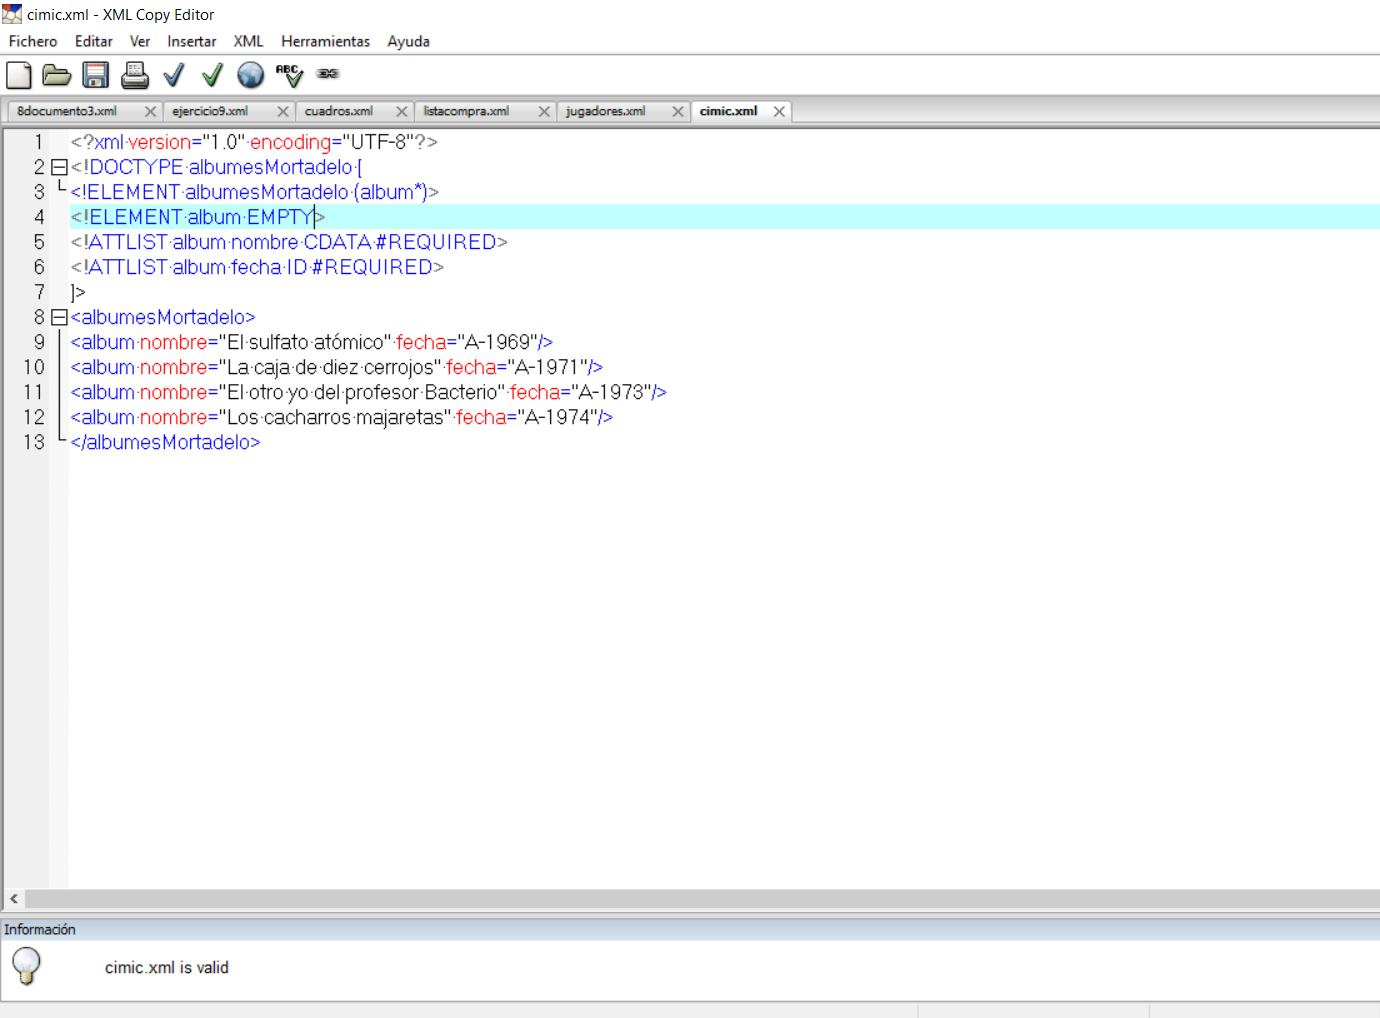 cimic.xml - XML Copy Editor
Fichero Editar Ver Insertar XML Herramientas Ayuda
ABC
8documento3.xml ejercicio9.xml cuadros.xml listacompra.xml jugadores.xml cimic.xml
1 <?xml version="1.0" encoding="UTF-8"?>
2 <!DOCTYPE albumesMortadelo [
3 <!ELEMENT albumesMortadelo (album*)>
4 <!ELEMENT album EMPTY>
5 <!ATTLIST album nombre CDATA #REQUIRED>
6 <!ATTLIST album fecha ID #REQUIRED>
7 ]>
8 <albumesMortadelo>
9 <album nombre="El sulfato atómico" fecha="A-1969"/>
10 <album nombre="La caja de diez cerrojos" fecha="A-1971"/>
11 <album nombre="El otro yo del profesor Bacterio" fecha="A-1973"/>
12 <album nombre="Los cacharros majaretas" fecha="A-1974"/>
13 </albumesMortadelo>
Información
cimic.xml is valid